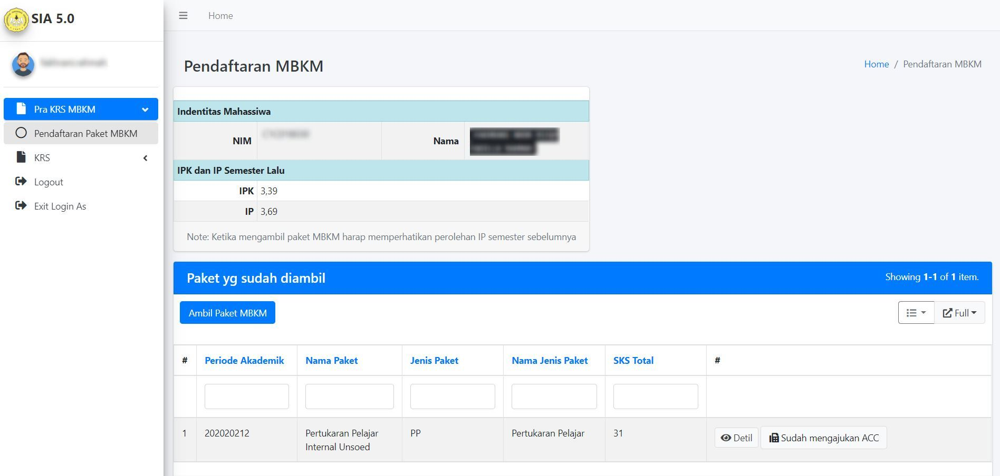 SIA 5.0
Home
Pra KRS MBKM
Pendaftaran Paket MBKM
KRS
Logout
Exit Login As
Pendaftaran MBKM
Home / Pendaftaran MBKM
Indentitas Mahassiwa
NIM
Nama
IPK dan IP Semester Lalu
IPK 3,39
IP 3,69
Note: Ketika mengambil paket MBKM harap memperhatikan perolehan IP semester sebelumnya
Paket yg sudah diambil
Showing 1-1 of 1 item.
Ambil Paket MBKM
Full
# Periode Akademik Nama Paket Jenis Paket Nama Jenis Paket SKS Total #
1 202020212 Pertukaran Pelajar PP Pertukaran Pelajar 31 Detil Sudah mengajukan ACC
Internal Unsoed